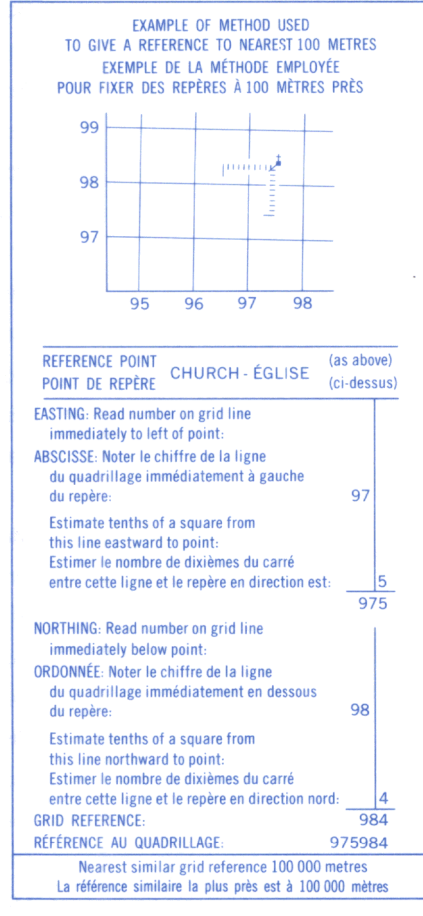 EXAMPLE OF METHOD USED
TO GIVE A REFERENCE TO NEAREST 100 METRES
EXEMPLE DE LA MÉTHODE EMPLOYÉE
POUR FIXER DES REPÈRES À 100 MÈTRES PRÈS
99
98
97
95 96 97 98
REFERENCE POINT
POINT DE REPÈRE
CHURCH - ÉGLISE
(as above)
(ci-dessus)
EASTING: Read number on grid line
immediately to left of point:
ABSCISSE: Noter le chiffre de la ligne
du quadrillage immédiatement à gauche
du repère: 97
Estimate tenths of a square from
this line eastward to point:
Estimer le nombre de dixièmes du carré
entre cette ligne et le repère en direction est: 5
975
NORTHING: Read number on grid line
immediately below point:
ORDONNÉE: Noter le chiffre de la ligne
du quadrillage immédiatement en dessous
du repère: 98
Estimate tenths of a square from
this line northward to point:
Estimer le nombre de dixièmes du carré
entre cette ligne et le repère en direction nord: 4
GRID REFERENCE: 984
RÉFÉRENCE AU QUADRILLAGE: 975984
Nearest similar grid reference 100 000 metres
La référence similaire la plus près est à 100 000 mètres